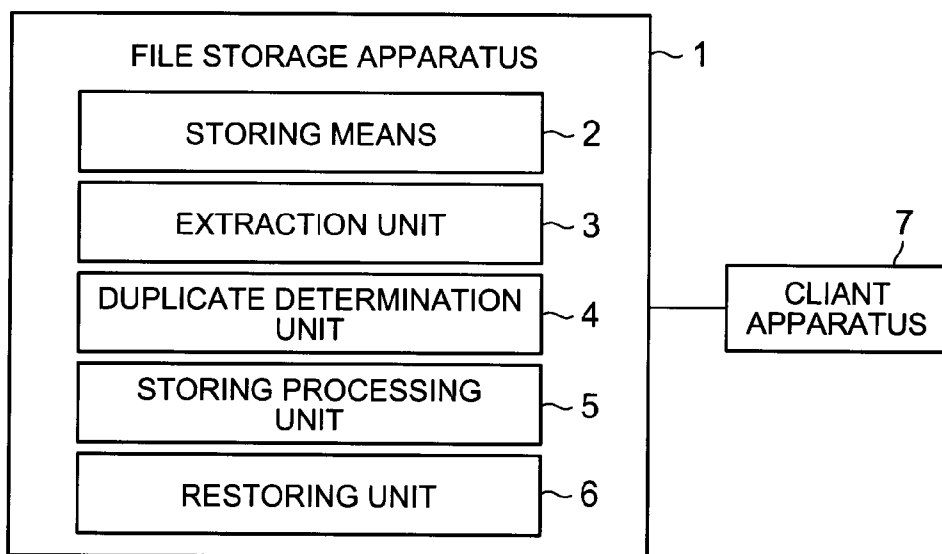 FILE STORAGE APPARATUS
1
STORING MEANS
2
EXTRACTION UNIT
3
DUPLICATE DETERMINATION
UNIT
4
STORING PROCESSING
UNIT
5
RESTORING UNIT
6
7
CLIANT
APPARATUS